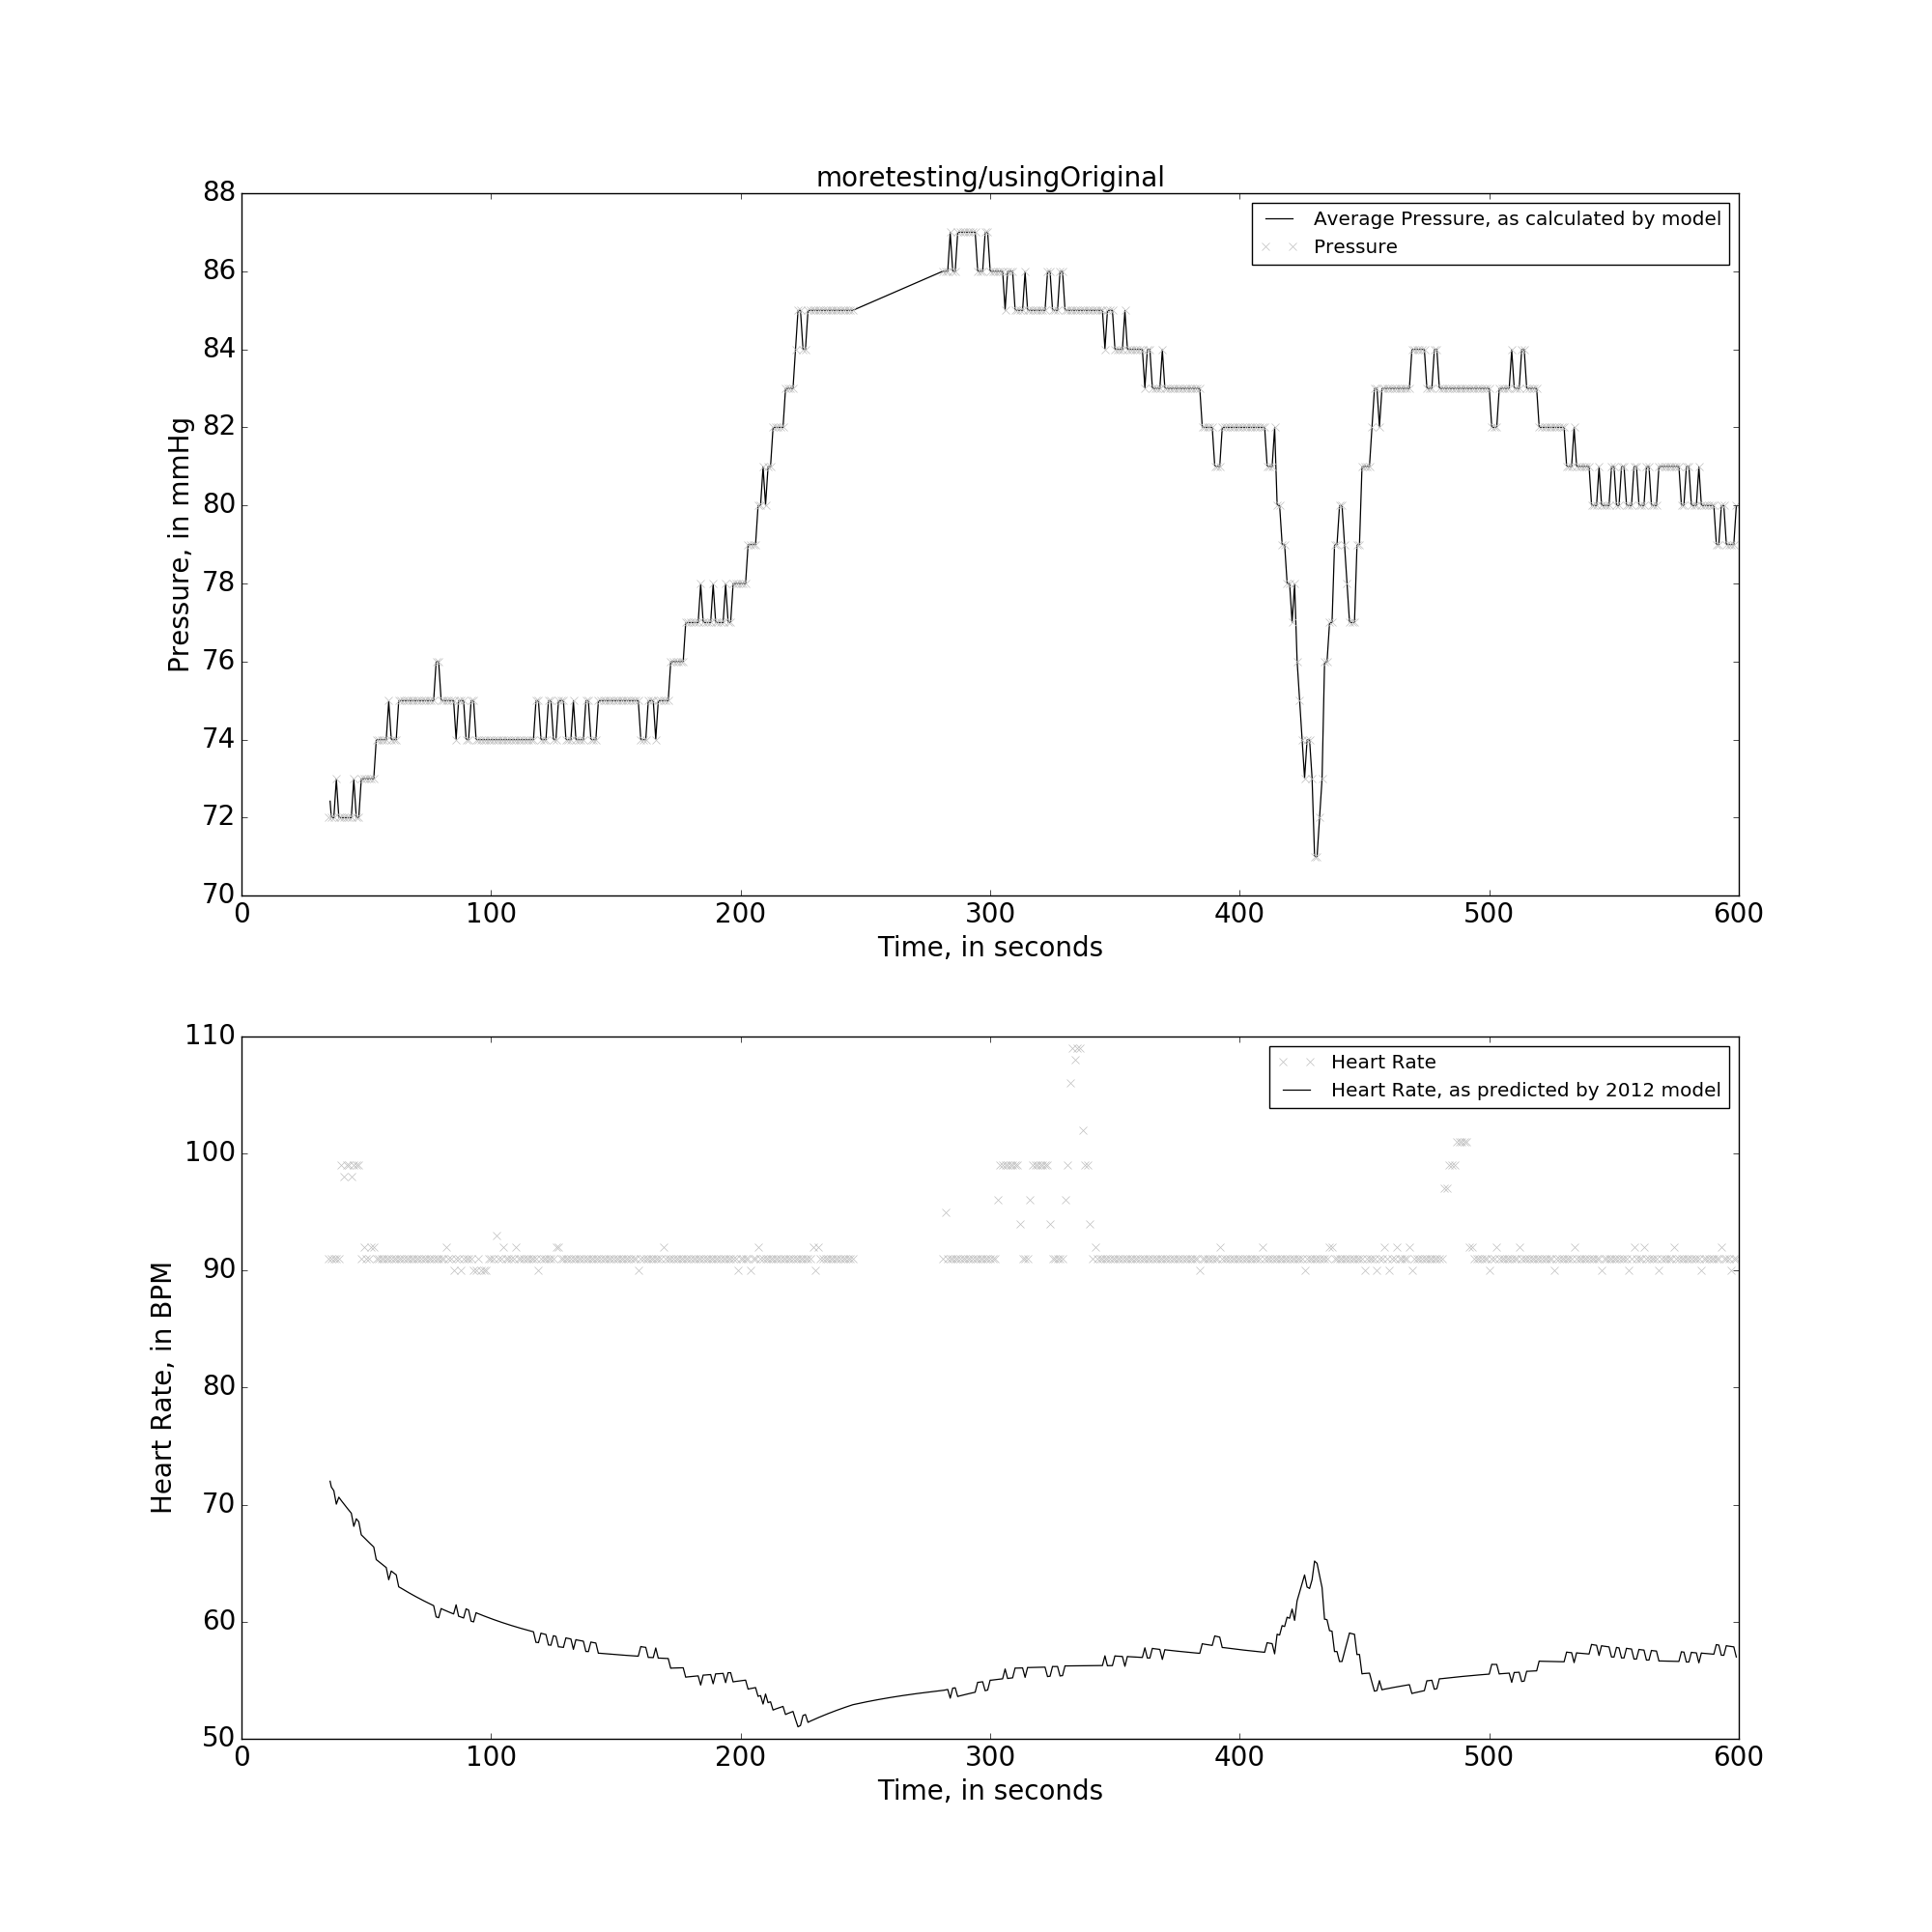 moretesting/usingOriginal
88
86
84
82
80
78
76
74
72
70
Pressure, in mmHg
Average Pressure, as calculated by model
Pressure
0 100 200 300 400 500 600
Time, in seconds
110
100
90
80
70
60
50
Heart Rate, in BPM
Heart Rate
Heart Rate, as predicted by 2012 model
0 100 200 300 400 500 600
Time, in seconds